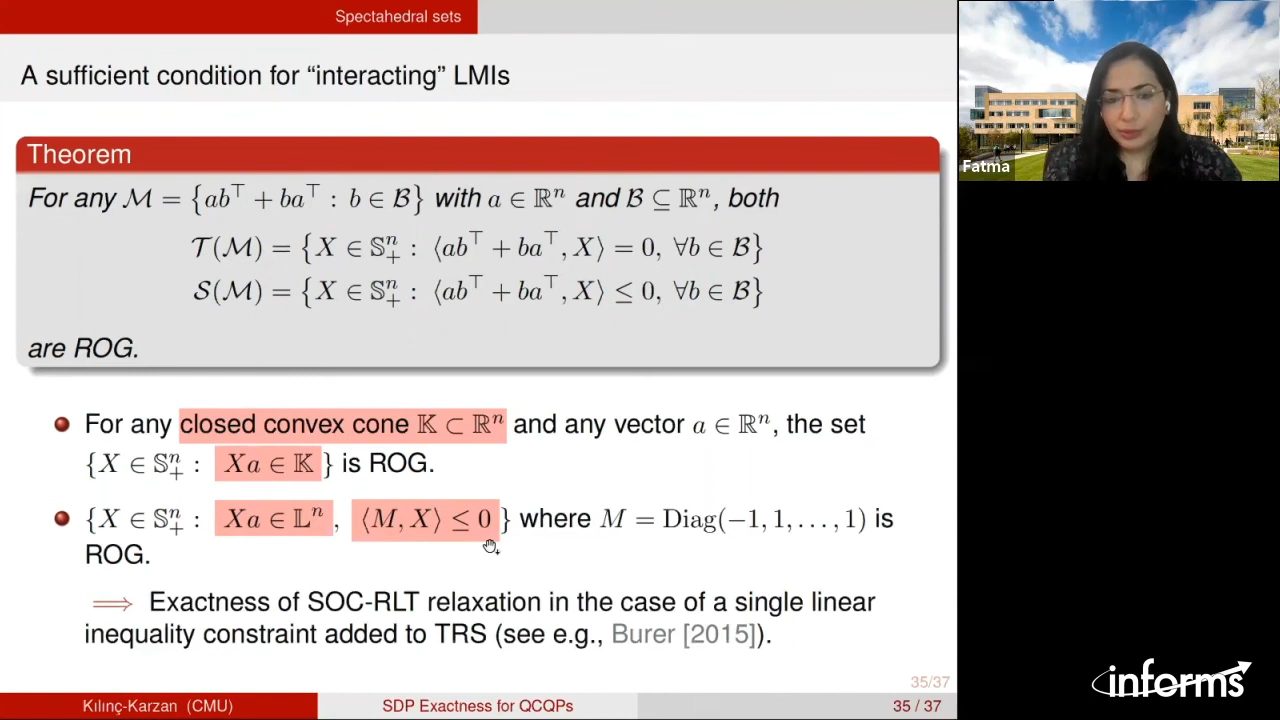 Spectahedral sets
A sufficient condition for “interacting” LMIs
Theorem
For any ℳ = {ab⊤ + ba⊤ : b ∈ ℬ} with a ∈ ℝⁿ and ℬ ⊆ ℝⁿ, both
𝒯(ℳ) = {X ∈ 𝕊ⁿ₊ : ⟨ab⊤ + ba⊤, X⟩ = 0, ∀b ∈ ℬ}
𝒮(ℳ) = {X ∈ 𝕊ⁿ₊ : ⟨ab⊤ + ba⊤, X⟩ ≤ 0, ∀b ∈ ℬ}
are ROG.
For any closed convex cone 𝕂 ⊂ ℝⁿ and any vector a ∈ ℝⁿ, the set
{X ∈ 𝕊ⁿ₊ : Xa ∈ 𝕂} is ROG.
{X ∈ 𝕊ⁿ₊ : Xa ∈ 𝕃ⁿ, ⟨M, X⟩ ≤ 0} where M = Diag(−1, 1, . . . , 1) is
ROG.
⟹ Exactness of SOC-RLT relaxation in the case of a single linear
inequality constraint added to TRS (see e.g., Burer [2015]).
35/37
Kılınç-Karzan (CMU) SDP Exactness for QCQPs 35 / 37
Fatma
informs